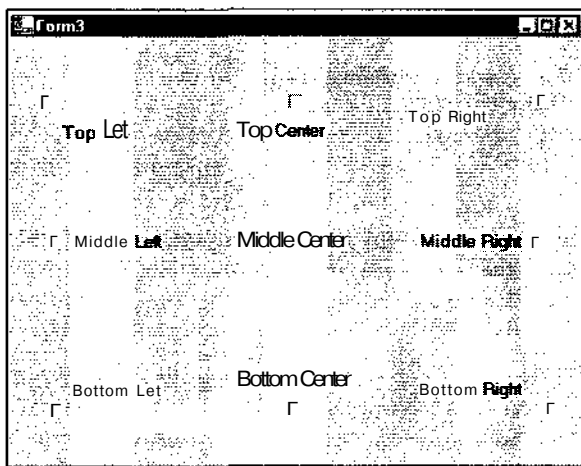 Form3
Top Let
Top Center
Top Right
Middle Left
Middle Center
Middle Right
Bottom Let
Bottom Center
Bottom Right